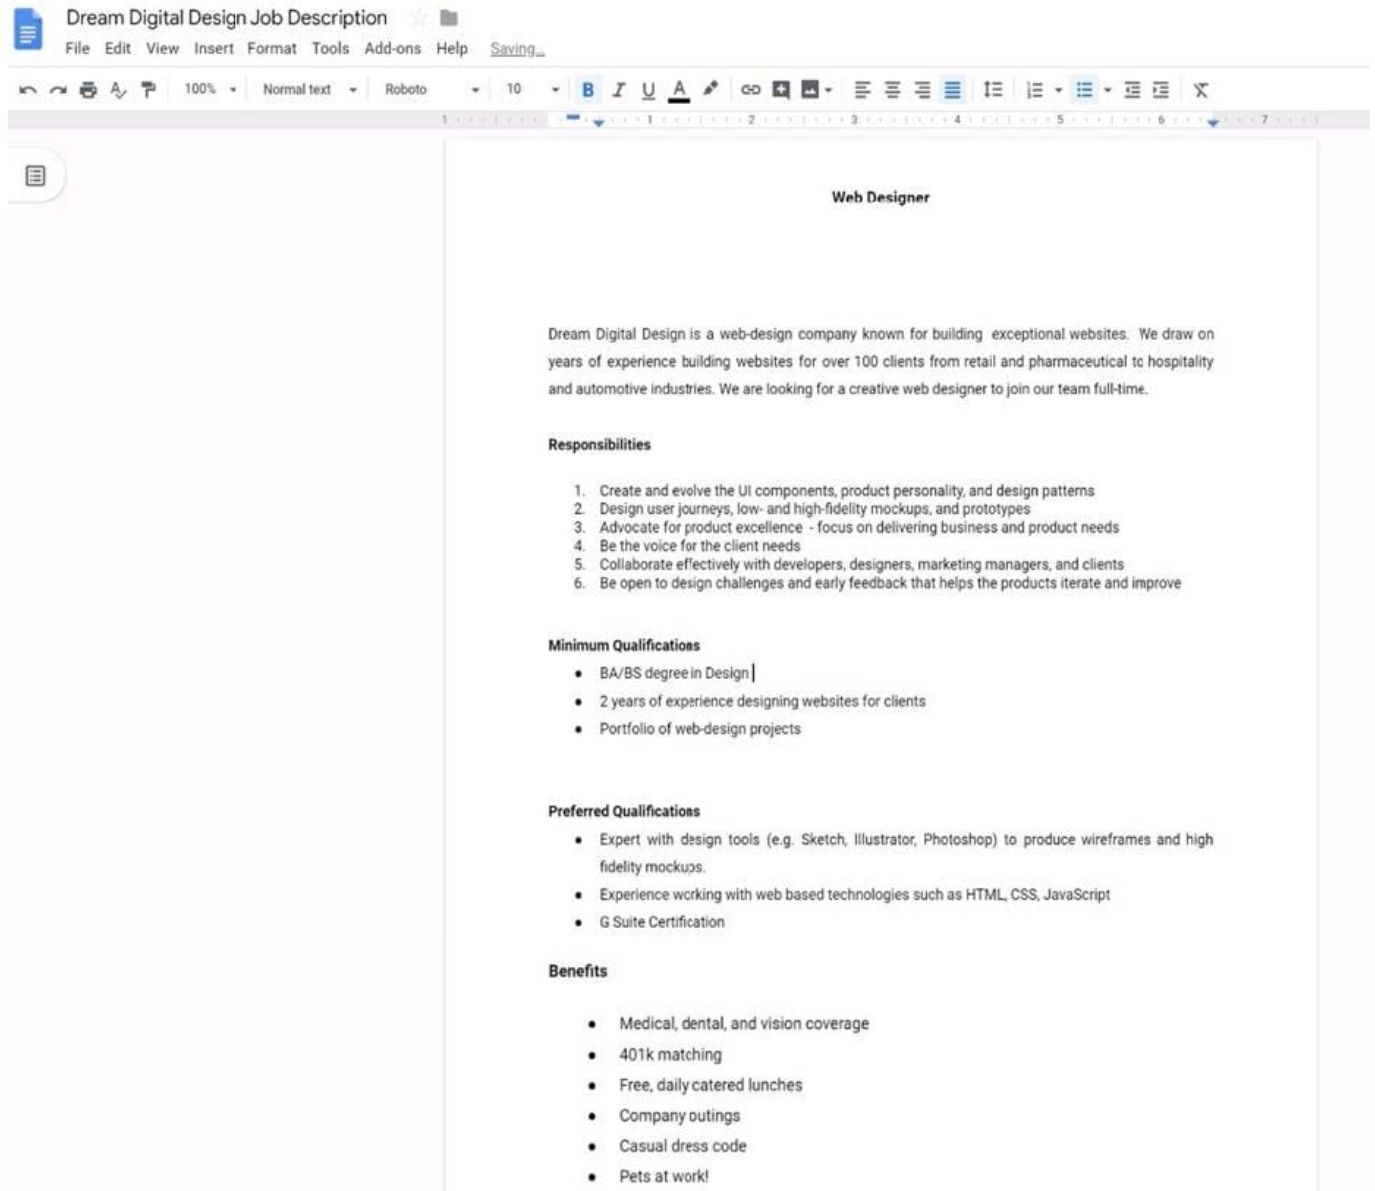 Dream Digital Design Job Description
File Edit View Insert Format Tools Add-ons Help Saving...
100% Normal text Roboto 10 B I U A
1 1 2 3 4 5 6 7
Web Designer
Dream Digital Design is a web-design company known for building exceptional websites. We draw on
years of experience building websites for over 100 clients from retail and pharmaceutical to hospitality
and automotive industries. We are looking for a creative web designer to join our team full-time.
Responsibilities
1. Create and evolve the UI components, product personality, and design patterns
2. Design user journeys, low- and high-fidelity mockups, and prototypes
3. Advocate for product excellence - focus on delivering business and product needs
4. Be the voice for the client needs
5. Collaborate effectively with developers, designers, marketing managers, and clients
6. Be open to design challenges and early feedback that helps the products iterate and improve
Minimum Qualifications
● BA/BS degree in Design
● 2 years of experience designing websites for clients
● Portfolio of web-design projects
Preferred Qualifications
● Expert with design tools (e.g. Sketch, Illustrator, Photoshop) to produce wireframes and high
fidelity mockups.
● Experience working with web based technologies such as HTML, CSS, JavaScript
● G Suite Certification
Benefits
● Medical, dental, and vision coverage
● 401k matching
● Free, daily catered lunches
● Company outings
● Casual dress code
● Pets at work!